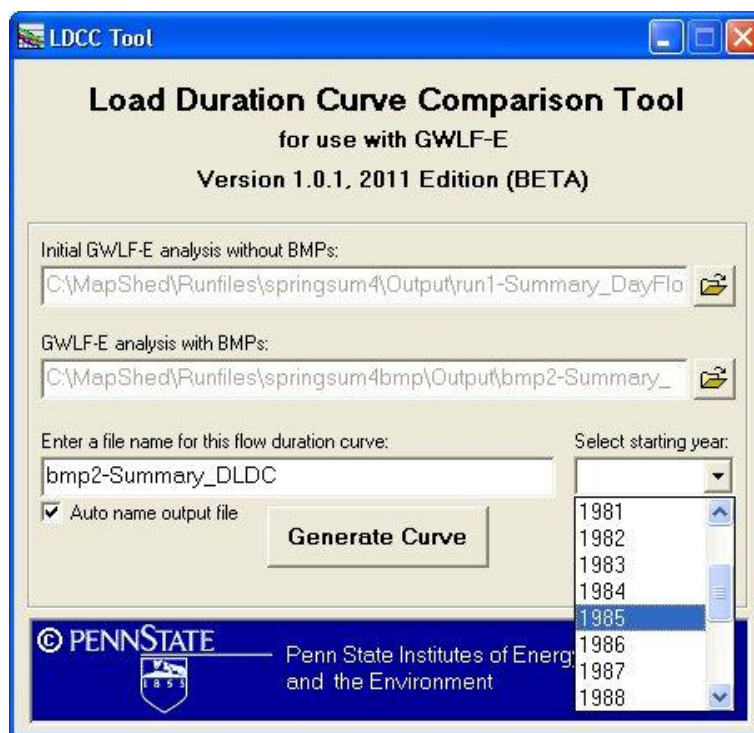 LDCC Tool
Load Duration Curve Comparison Tool
for use with GWLF-E
Version 1.0.1, 2011 Edition (BETA)
Initial GWLF-E analysis without BMPs:
C:\MapShed\Runfiles\springsum4\Output\run1-Summary_DayFlo
GWLF-E analysis with BMPs:
C:\MapShed\Runfiles\springsum4bmp\Output\bmp2-Summary_
Enter a file name for this flow duration curve:
Select starting year:
bmp2-Summary_DLDC
Auto name output file
Generate Curve
1981
1982
1983
1984
1985
1986
1987
1988
© PENNSTATE
1855
Penn State Institutes of Energ
and the Environment